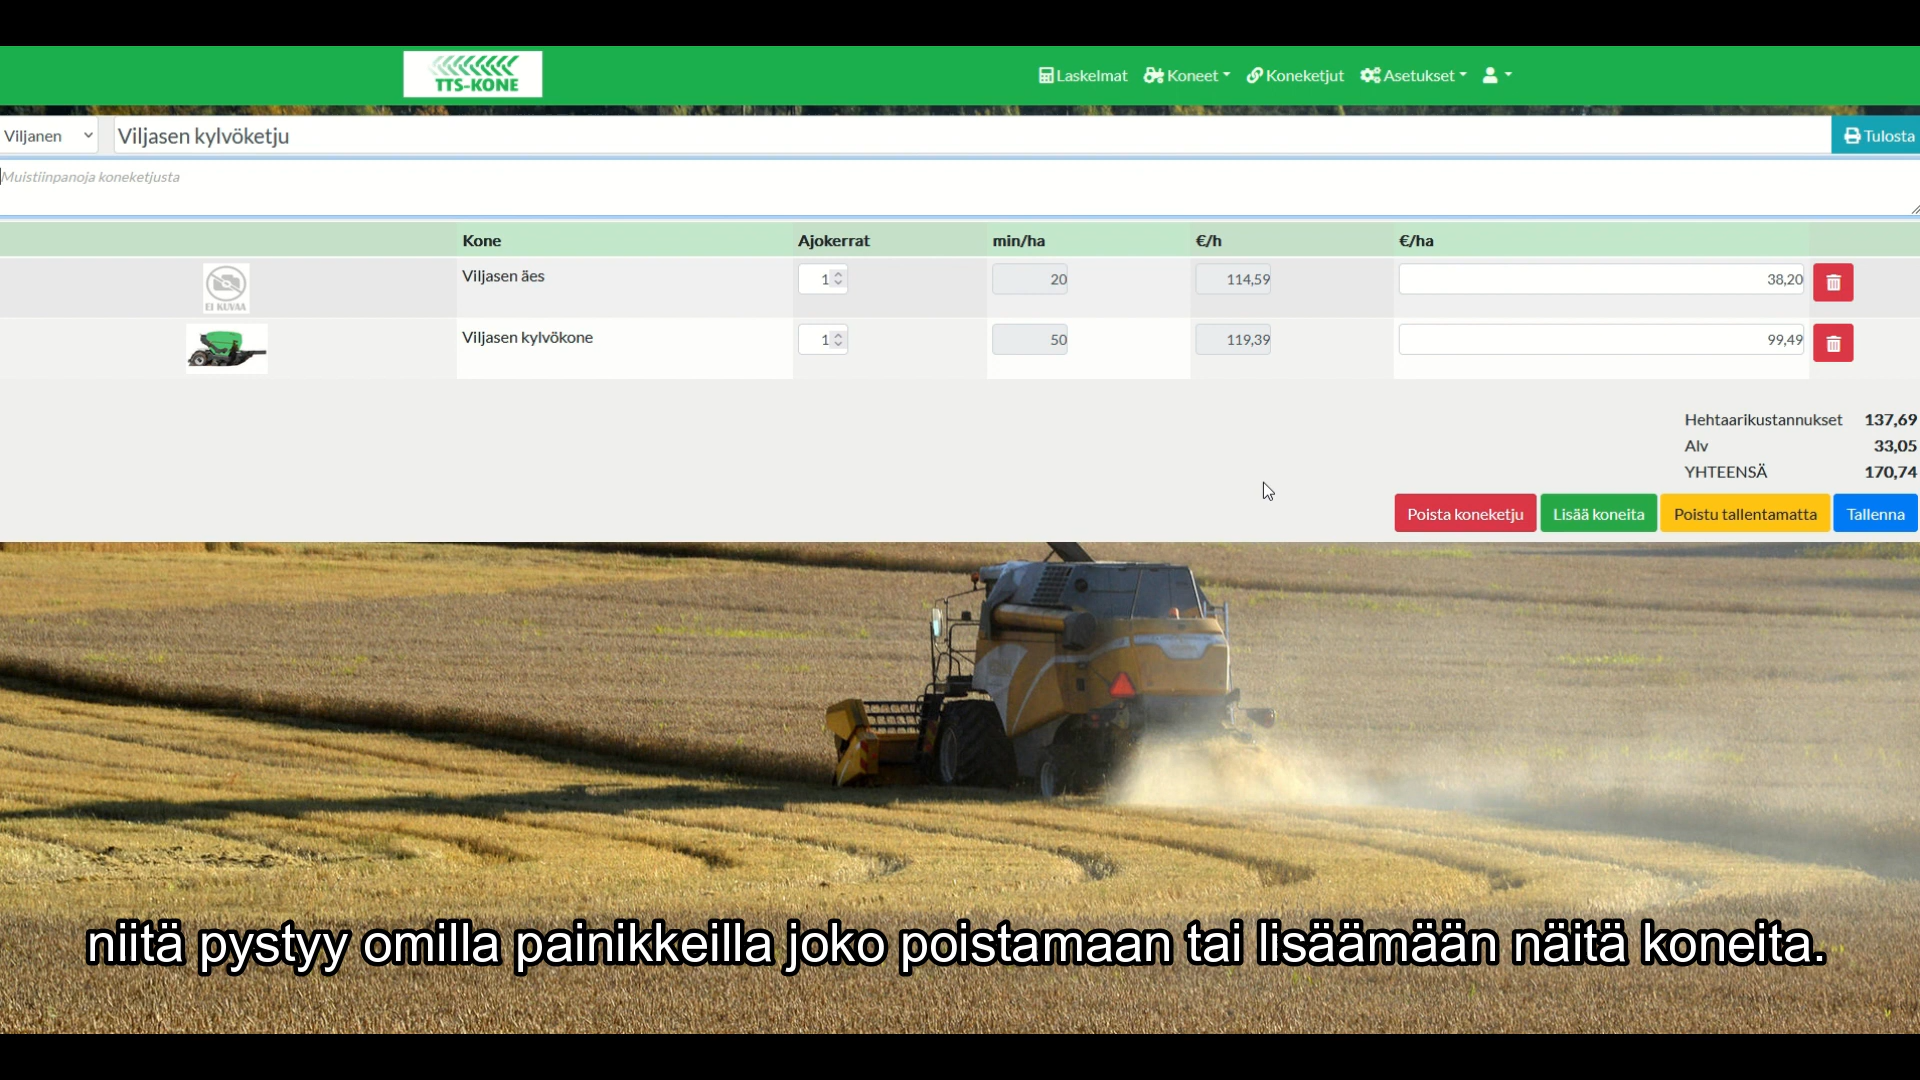 TTS-KONE
Laskelmat Koneet Koneketjut Asetukset
Viljanen Viljasen kylvöketju Tulosta
Muistiinpanoja koneketjusta
Kone Ajokerrat min/ha €/h €/ha
EI KUVAA Viljasen äes 1 20 114,59 38,20
Viljasen kylvökone 1 50 119,39 99,49
Hehtaarikustannukset 137,69
Alv 33,05
YHTEENSÄ 170,74
Poista koneketju Lisää koneita Poistu tallentamatta Tallenna
niitä pystyy omilla painikkeilla joko poistamaan tai lisäämään näitä koneita.